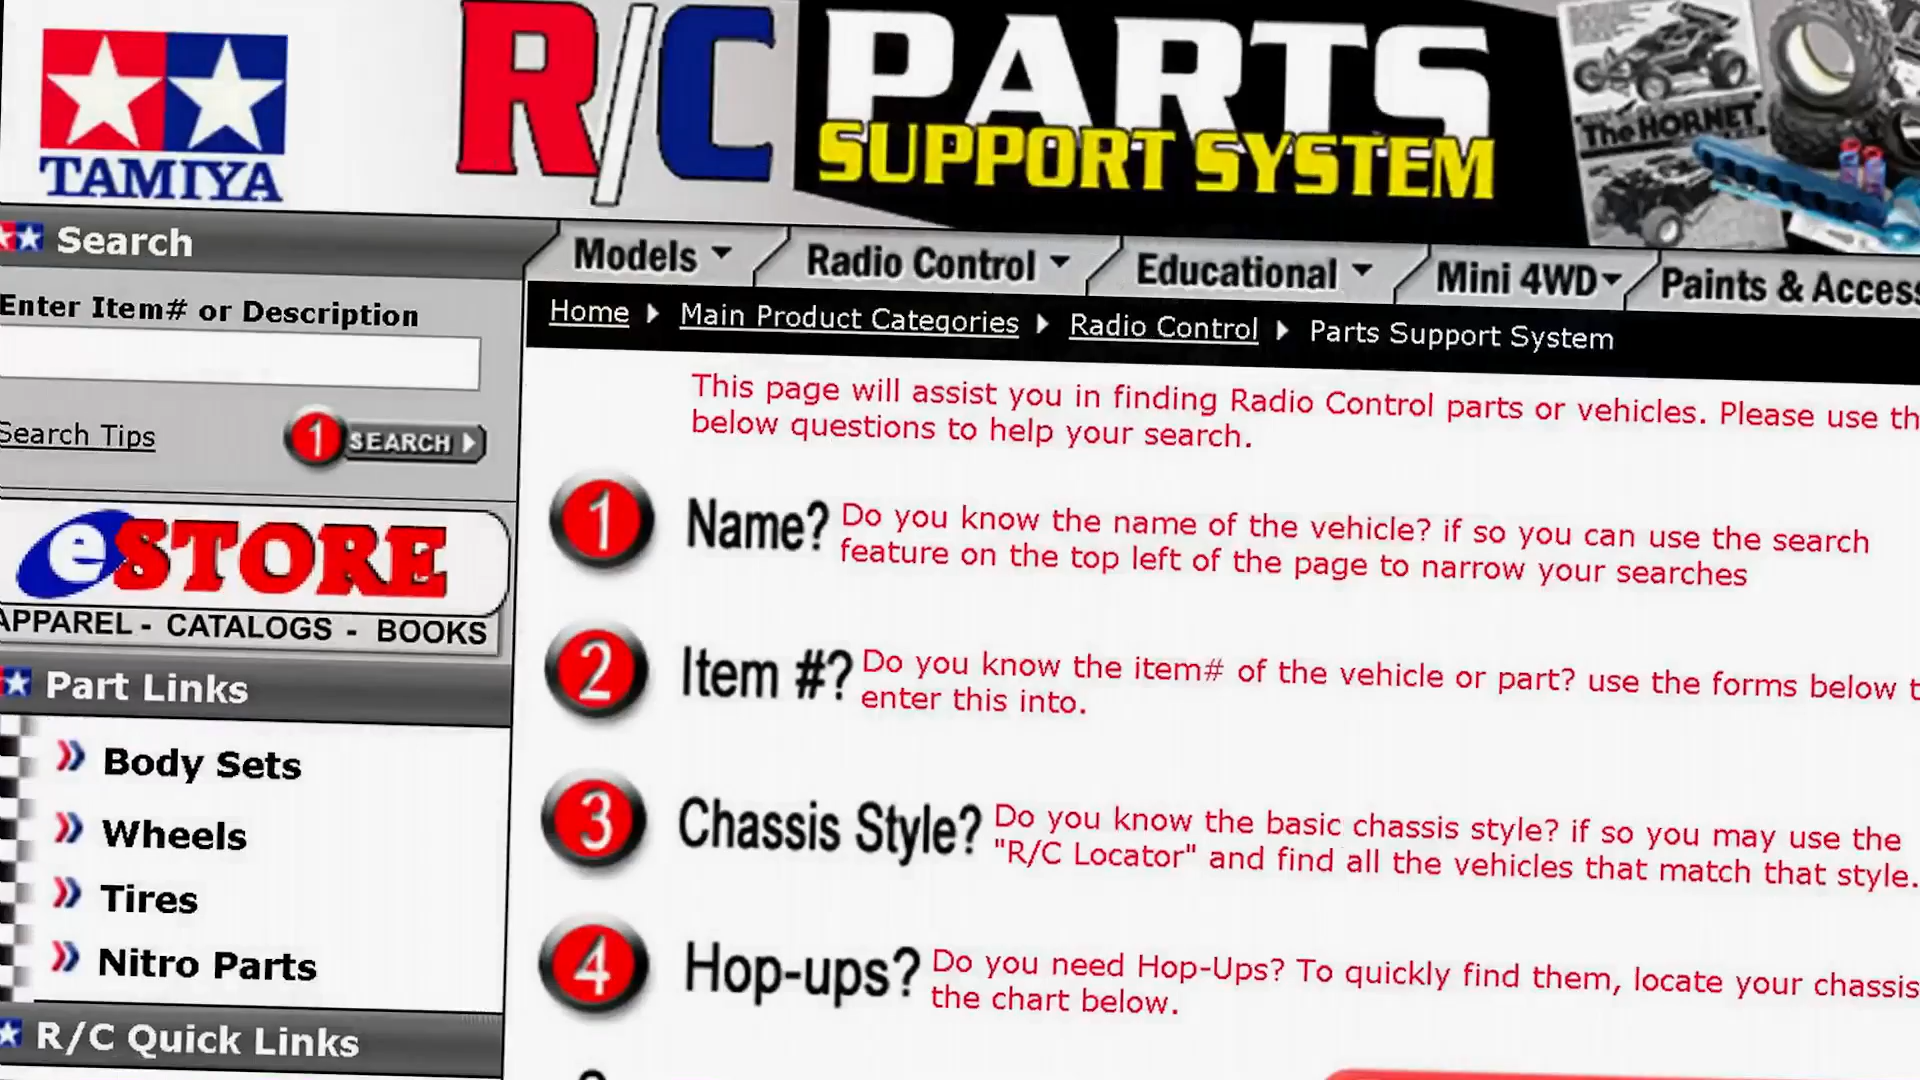 TAMIYA
R/C PARTS
SUPPORT SYSTEM
The HORNET
Search
Models
Radio Control
Educational
Mini 4WD
Paints &
Enter Item# or Description
Home
Main Product Categories
Radio Control
Parts Support System
Search Tips
1 SEARCH
This page will assist you in finding Radio Control parts or vehicles. Please use
below questions to help your search.
1 Name? Do you know the name of the vehicle? if so you can use the search
feature on the top left of the page to narrow your searches
eSTORE
APPAREL - CATALOGS - BOOKS
2 Item #? Do you know the item# of the vehicle or part? use the forms below
enter this into.
Part Links
Body Sets
Wheels
Tires
Nitro Parts
3 Chassis Style? Do you know the basic chassis style? if so you may use the
"R/C Locator" and find all the vehicles that match that style.
4 Hop-ups? Do you need Hop-Ups? To quickly find them, locate your chassis
the chart below.
R/C Quick Links